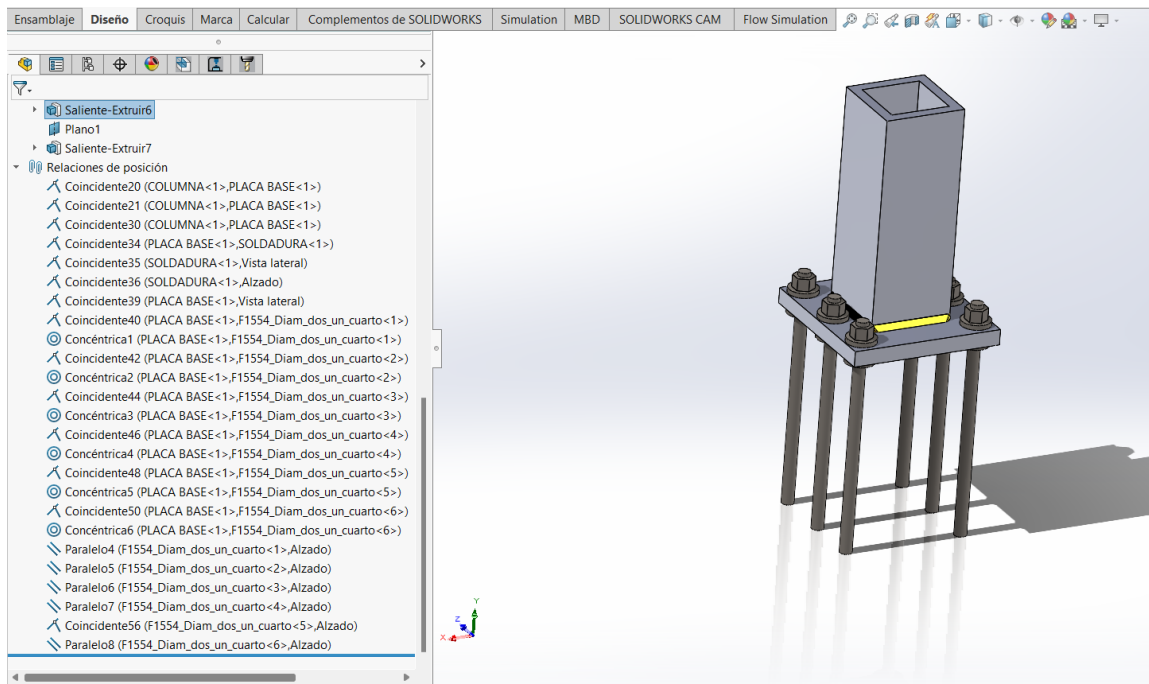 Ensamblaje Diseño Croquis Marca Calcular Complementos de SOLIDWORKS Simulation MBD SOLIDWORKS CAM Flow Simulation
Saliente-Extruir6
Plano1
Saliente-Extruir7
Relaciones de posición
Coincidente20 (COLUMNA<1>,PLACA BASE<1>)
Coincidente21 (COLUMNA<1>,PLACA BASE<1>)
Coincidente30 (COLUMNA<1>,PLACA BASE<1>)
Coincidente34 (PLACA BASE<1>,SOLDADURA<1>)
Coincidente35 (SOLDADURA<1>,Vista lateral)
Coincidente36 (SOLDADURA<1>,Alzado)
Coincidente39 (PLACA BASE<1>,Vista lateral)
Coincidente40 (PLACA BASE<1>,F1554_Diam_dos_un_cuarto<1>)
Concéntrica1 (PLACA BASE<1>,F1554_Diam_dos_un_cuarto<1>)
Coincidente42 (PLACA BASE<1>,F1554_Diam_dos_un_cuarto<2>)
Concéntrica2 (PLACA BASE<1>,F1554_Diam_dos_un_cuarto<2>)
Coincidente44 (PLACA BASE<1>,F1554_Diam_dos_un_cuarto<3>)
Concéntrica3 (PLACA BASE<1>,F1554_Diam_dos_un_cuarto<3>)
Coincidente46 (PLACA BASE<1>,F1554_Diam_dos_un_cuarto<4>)
Concéntrica4 (PLACA BASE<1>,F1554_Diam_dos_un_cuarto<4>)
Coincidente48 (PLACA BASE<1>,F1554_Diam_dos_un_cuarto<5>)
Concéntrica5 (PLACA BASE<1>,F1554_Diam_dos_un_cuarto<5>)
Coincidente50 (PLACA BASE<1>,F1554_Diam_dos_un_cuarto<6>)
Concéntrica6 (PLACA BASE<1>,F1554_Diam_dos_un_cuarto<6>)
Paralelo4 (F1554_Diam_dos_un_cuarto<1>,Alzado)
Paralelo5 (F1554_Diam_dos_un_cuarto<2>,Alzado)
Paralelo6 (F1554_Diam_dos_un_cuarto<3>,Alzado)
Paralelo7 (F1554_Diam_dos_un_cuarto<4>,Alzado)
Coincidente56 (F1554_Diam_dos_un_cuarto<5>,Alzado)
Paralelo8 (F1554_Diam_dos_un_cuarto<6>,Alzado)
Y
Z
X